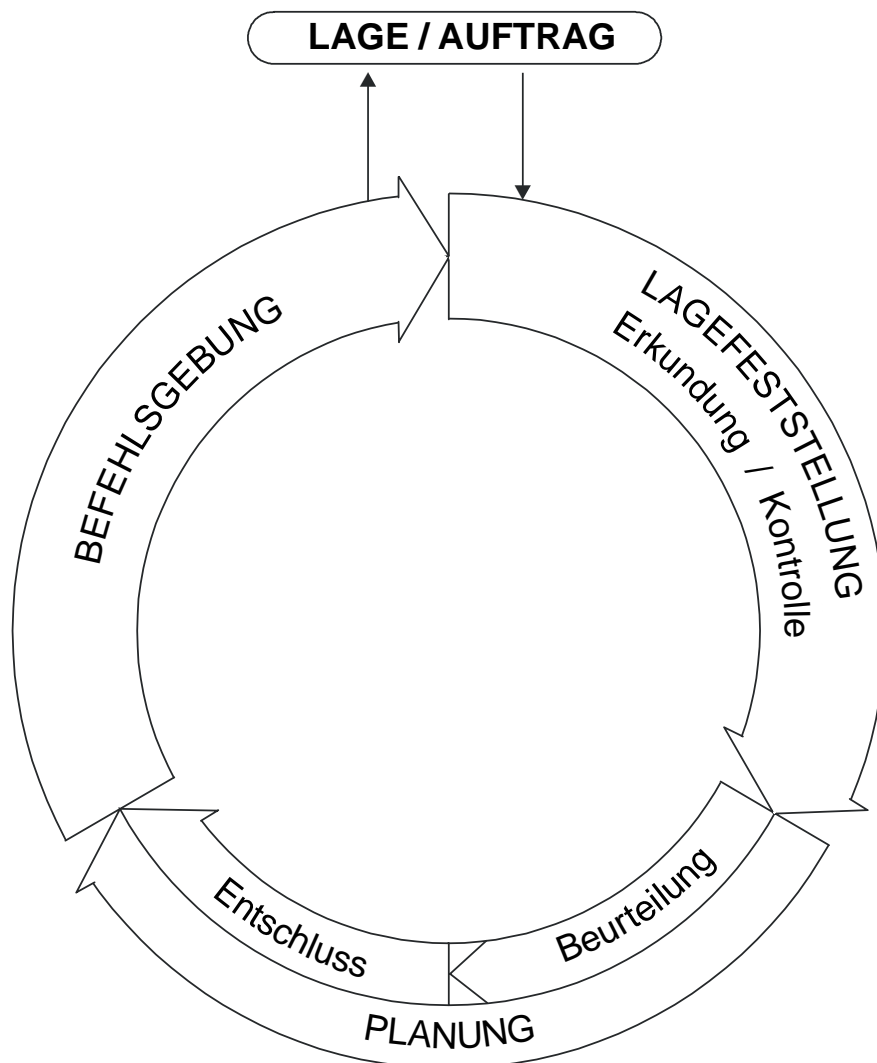 LAGE / AUFTRAG
LAGEFESTSTELLUNG
Erkundung / Kontrolle
BEFEHLSGEBUNG
Beurteilung
Entschluss
PLANUNG